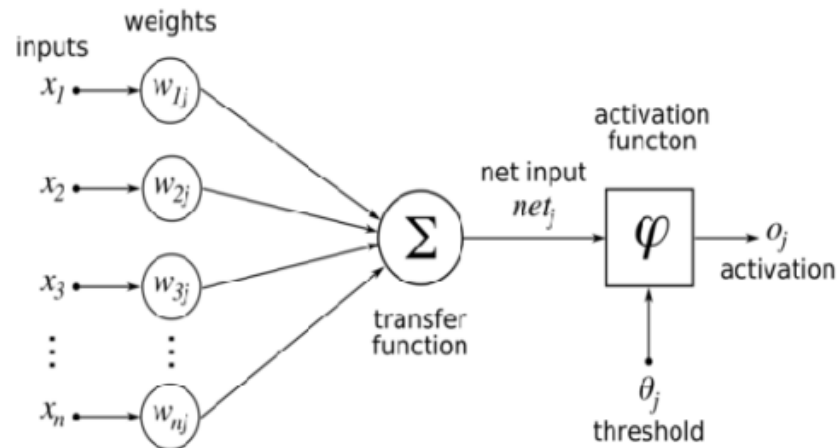 weights
inputs
x1
w1j
x2
w2j
x3
w3j
⋮
⋮
xn
wnj
Σ
transfer
function
net input
netj
activation
functon
φ
oj
activation
θj
threshold